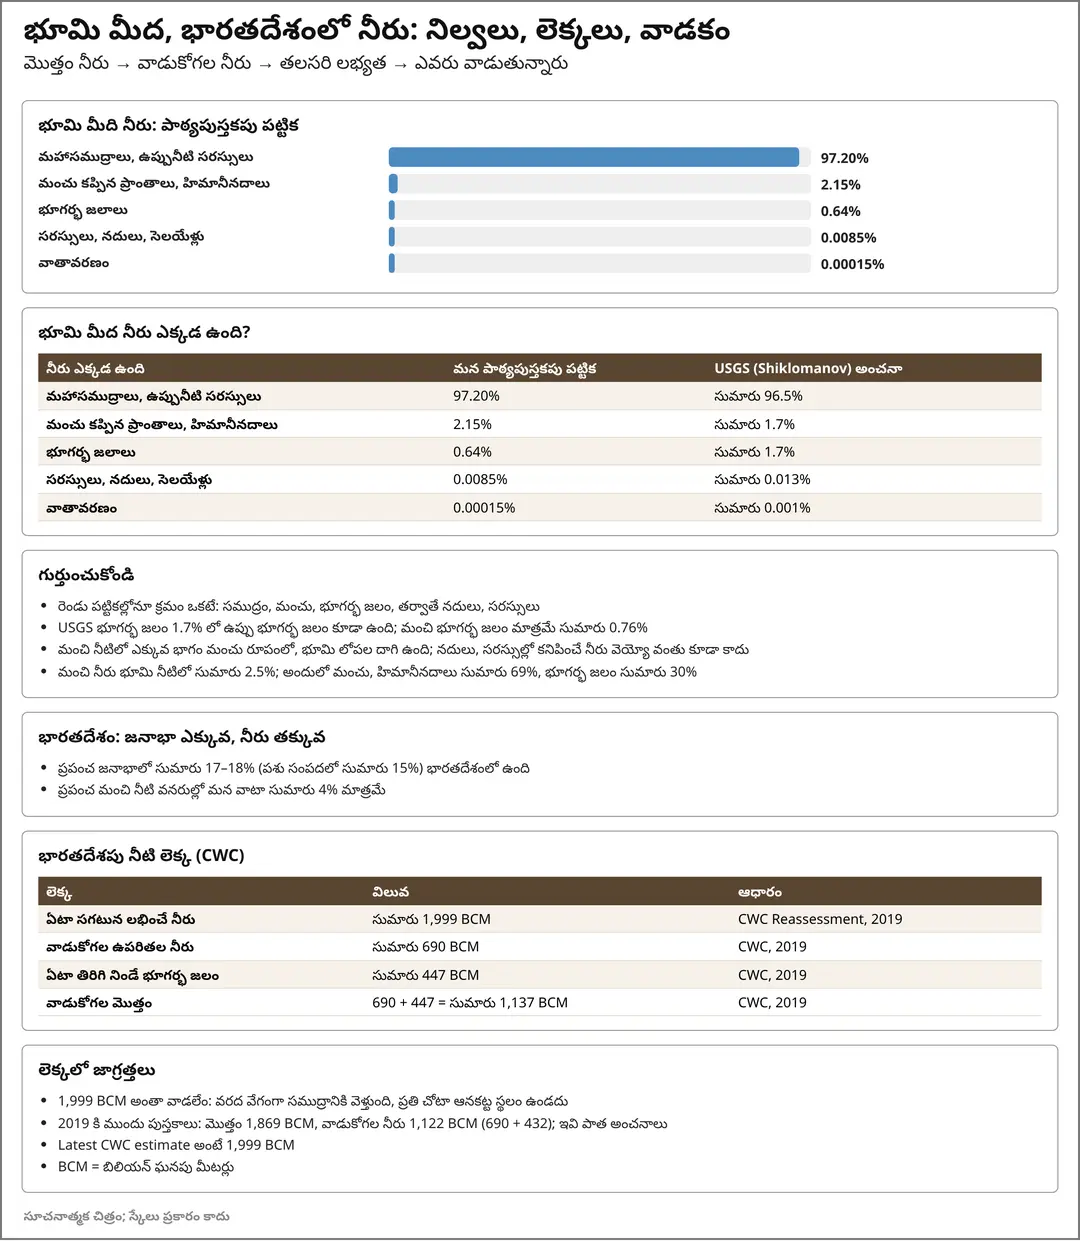 భూమి మీద, భారతదేశంలో నీరు: నిల్వలు, లెక్కలు, వాడకం
మొత్తం నీరు → వాడుకోగల నీరు → తలసరి లభ్యత → ఎవరు వాడుతున్నారు
భూమి మీది నీరు: పాఠ్యపుస్తకపు పట్టిక
మహాసముద్రాలు, ఉప్పునీటి సరస్సులు 97.20%
మంచు కప్పిన ప్రాంతాలు, హిమానీనదాలు 2.15%
భూగర్భ జలాలు 0.64%
సరస్సులు, నదులు, సెలయేళ్లు 0.0085%
వాతావరణం 0.00015%
భూమి మీద నీరు ఎక్కడ ఉంది?
నీరు ఎక్కడ ఉంది మన పాఠ్యపుస్తకపు పట్టిక USGS (Shiklomanov) అంచనా
మహాసముద్రాలు, ఉప్పునీటి సరస్సులు 97.20% సుమారు 96.5%
మంచు కప్పిన ప్రాంతాలు, హిమానీనదాలు 2.15% సుమారు 1.7%
భూగర్భ జలాలు 0.64% సుమారు 1.7%
సరస్సులు, నదులు, సెలయేళ్లు 0.0085% సుమారు 0.013%
వాతావరణం 0.00015% సుమారు 0.001%
గుర్తుంచుకోండి
• రెండు పట్టికల్లోనూ క్రమం ఒకటే: సముద్రం, మంచు, భూగర్భ జలం, తర్వాతే నదులు, సరస్సులు
• USGS భూగర్భ జలం 1.7% లో ఉప్పు భూగర్భ జలం కూడా ఉంది; మంచి భూగర్భ జలం మాత్రమే సుమారు 0.76%
• మంచి నీటిలో ఎక్కువ భాగం మంచు రూపంలో, భూమి లోపల దాగి ఉంది; నదులు, సరస్సుల్లో కనిపించే నీరు వెయ్యో వంతు కూడా కాదు
• మంచి నీరు భూమి నీటిలో సుమారు 2.5%; అందులో మంచు, హిమానీనదాలు సుమారు 69%, భూగర్భ జలం సుమారు 30%
భారతదేశం: జనాభా ఎక్కువ, నీరు తక్కువ
• ప్రపంచ జనాభాలో సుమారు 17–18% (పశు సంపదలో సుమారు 15%) భారతదేశంలో ఉంది
• ప్రపంచ మంచి నీటి వనరుల్లో మన వాటా సుమారు 4% మాత్రమే
భారతదేశపు నీటి లెక్క (CWC)
లెక్క విలువ ఆధారం
ఏటా సగటున లభించే నీరు సుమారు 1,999 BCM CWC Reassessment, 2019
వాడుకోగల ఉపరితల నీరు సుమారు 690 BCM CWC, 2019
ఏటా తిరిగి నిండే భూగర్భ జలం సుమారు 447 BCM CWC, 2019
వాడుకోగల మొత్తం 690 + 447 = సుమారు 1,137 BCM CWC, 2019
లెక్కలో జాగ్రత్తలు
• 1,999 BCM అంతా వాడలేం: వరద వేగంగా సముద్రానికి వెళ్తుంది, ప్రతి చోటా ఆనకట్ట స్థలం ఉండదు
• 2019 కి ముందు పుస్తకాలు: మొత్తం 1,869 BCM, వాడుకోగల నీరు 1,122 BCM (690 + 432); ఇవి పాత అంచనాలు
• Latest CWC estimate అంటే 1,999 BCM
• BCM = బిలియన్ ఘనపు మీటర్లు
సూచనాత్మక చిత్రం; స్కేలు ప్రకారం కాదు